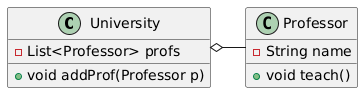 C University
List<Professor> profs
void addProf(Professor p)
C Professor
String name
void teach()